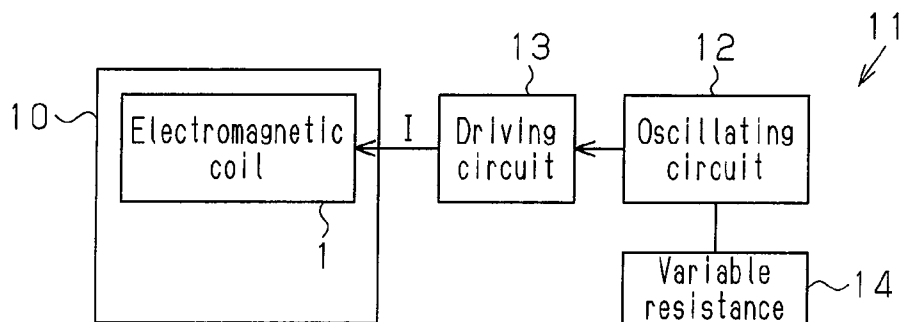 11
13
12
10
Electromagnetic
coil
I
Driving
circuit
Oscillating
circuit
1
Variable
resistance
14